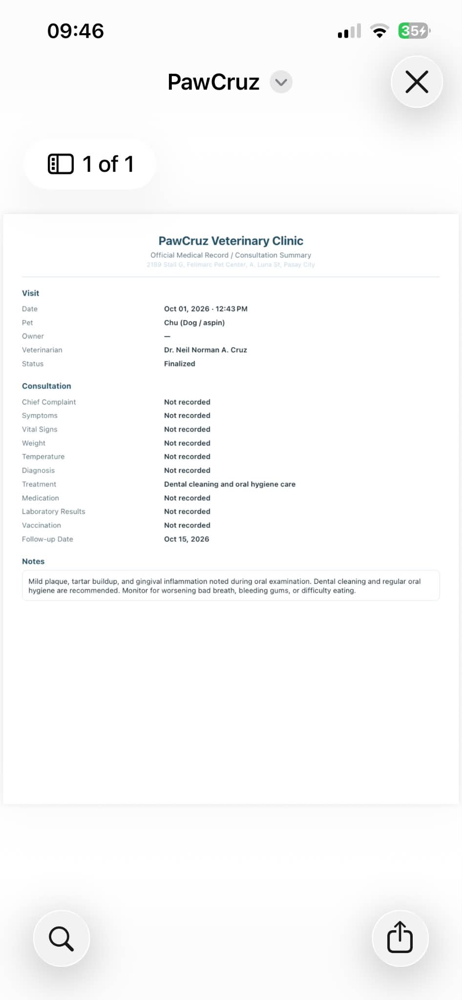 09:46
35
PawCruz
1 of 1
PawCruz Veterinary Clinic
Official Medical Record / Consultation Summary
2189 Stall G, Felimarc Pet Center, A. Luna St, Pasay City
Visit
Date Oct 01, 2026 · 12:43 PM
Pet Chu (Dog / aspin)
Owner —
Veterinarian Dr. Neil Norman A. Cruz
Status Finalized
Consultation
Chief Complaint Not recorded
Symptoms Not recorded
Vital Signs Not recorded
Weight Not recorded
Temperature Not recorded
Diagnosis Not recorded
Treatment Dental cleaning and oral hygiene care
Medication Not recorded
Laboratory Results Not recorded
Vaccination Not recorded
Follow-up Date Oct 15, 2026
Notes
Mild plaque, tartar buildup, and gingival inflammation noted during oral examination. Dental cleaning and regular oral
hygiene are recommended. Monitor for worsening bad breath, bleeding gums, or difficulty eating.